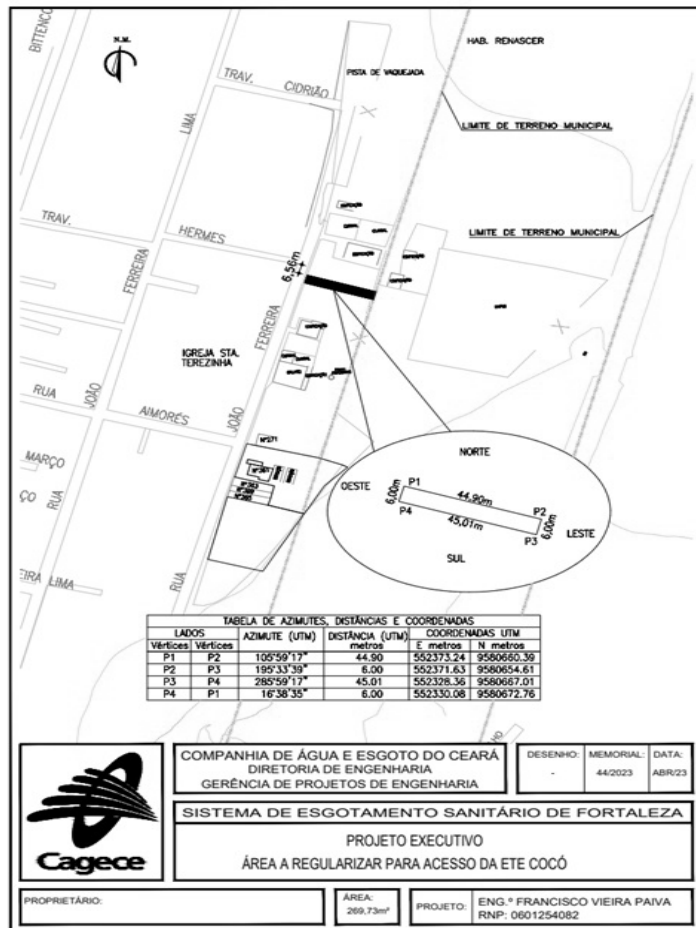 BITTENCO
N.M.
HAB. RENASCER
PISTA DE VAQUEJADA
TRAV. CIDRIÃO
LIMITE DE TERRENO MUNICIPAL
LIMA
TRAV. HERMES
LIMITE DE TERRENO MUNICIPAL
FERREIRA
6,56m
FERREIRA
IGREJA STA.
TEREZINHA
RUA
JOÃO
AIMORÉS
JOÃO
MARÇO
ÇO
RUA
Nº271
EIRA LIMA
RUA
NORTE
OESTE
P1
44,90m
P2
6,00m
P4
45,01m
P3
6,00m
LESTE
SUL
TABELA DE AZIMUTES, DISTÂNCIAS E COORDENADAS
LADOS AZIMUTE (UTM) DISTÂNCIA (UTM) metros COORDENADAS UTM
Vértices Vértices E metros N metros
P1 P2 105°59'17" 44.90 552373.24 9580660.39
P2 P3 195°33'39" 6.00 552371.63 9580654.61
P3 P4 285°59'17" 45.01 552328.36 9580667.01
P4 P1 16°38'35" 6.00 552330.08 9580672.76
Cagece
COMPANHIA DE ÁGUA E ESGOTO DO CEARÁ
DIRETORIA DE ENGENHARIA
GERÊNCIA DE PROJETOS DE ENGENHARIA
DESENHO: -
MEMORIAL: 44/2023
DATA: ABR/23
SISTEMA DE ESGOTAMENTO SANITÁRIO DE FORTALEZA
PROJETO EXECUTIVO
ÁREA A REGULARIZAR PARA ACESSO DA ETE COCÓ
PROPRIETÁRIO:
ÁREA: 269,73m²
PROJETO: ENG.º FRANCISCO VIEIRA PAIVA
RNP: 0601254082